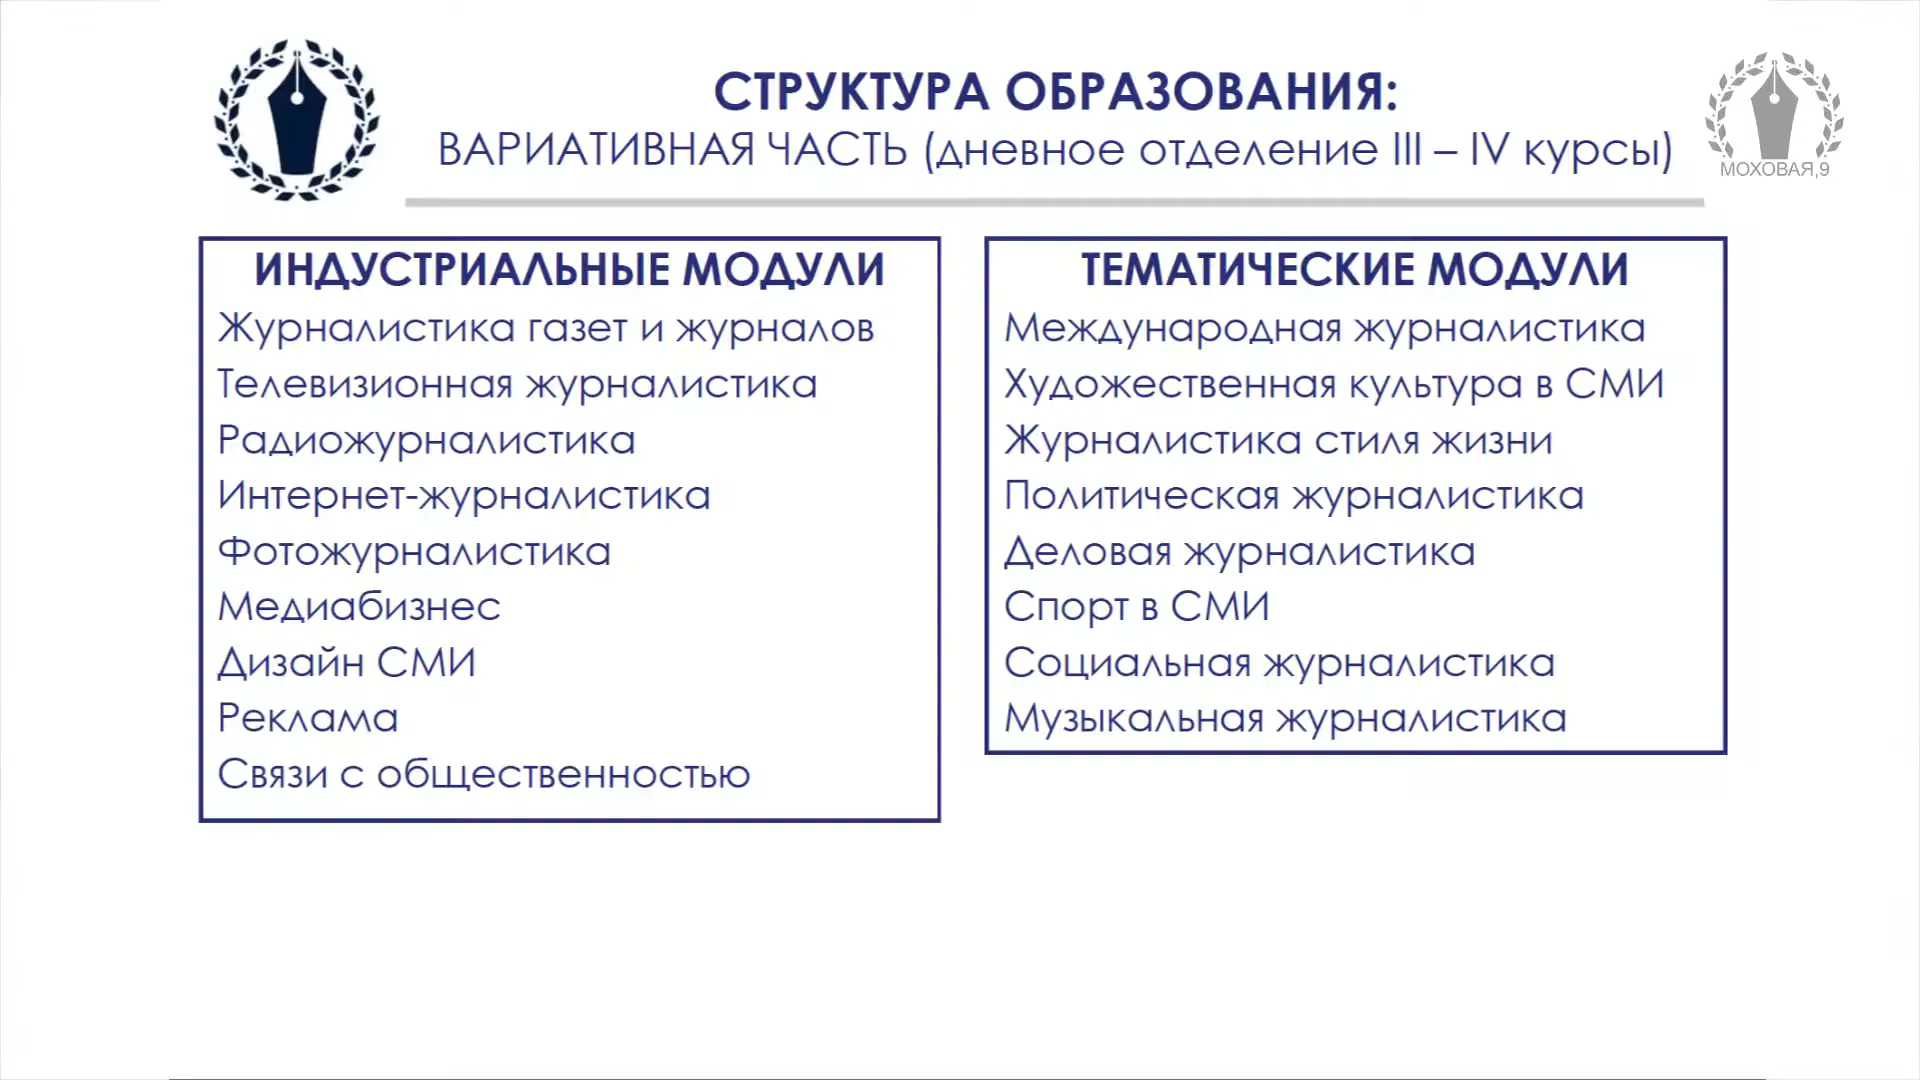 СТРУКТУРА ОБРАЗОВАНИЯ:
ВАРИАТИВНАЯ ЧАСТЬ (дневное отделение III – IV курсы)
МОХОВАЯ,9
ИНДУСТРИАЛЬНЫЕ МОДУЛИ
Журналистика газет и журналов
Телевизионная журналистика
Радиожурналистика
Интернет-журналистика
Фотожурналистика
Медиабизнес
Дизайн СМИ
Реклама
Связи с общественностью
ТЕМАТИЧЕСКИЕ МОДУЛИ
Международная журналистика
Художественная культура в СМИ
Журналистика стиля жизни
Политическая журналистика
Деловая журналистика
Спорт в СМИ
Социальная журналистика
Музыкальная журналистика